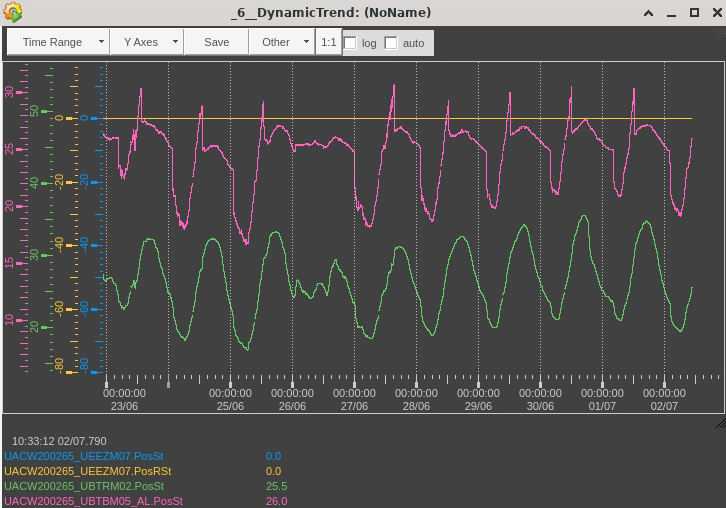 _6__DynamicTrend: (NoName)
Time Range Y Axes Save Other 1:1 log auto
30 25 20 15 10
50 40 30 20
0 -20 -40 -60 -80
0 -20 -40 -60 -80
00:00:00 00:00:00 00:00:00 00:00:00 00:00:00 00:00:00 00:00:00 00:00:00 00:00:00
23/06 25/06 26/06 27/06 28/06 29/06 30/06 01/07 02/07
10:33:12 02/07.790
UACW200265_UEEZM07.PosSt 0.0
UACW200265_UEEZM07.PosRSt 0.0
UACW200265_UBTRM02.PosSt 25.5
UACW200265_UBTBM05_AL.PosSt 26.0